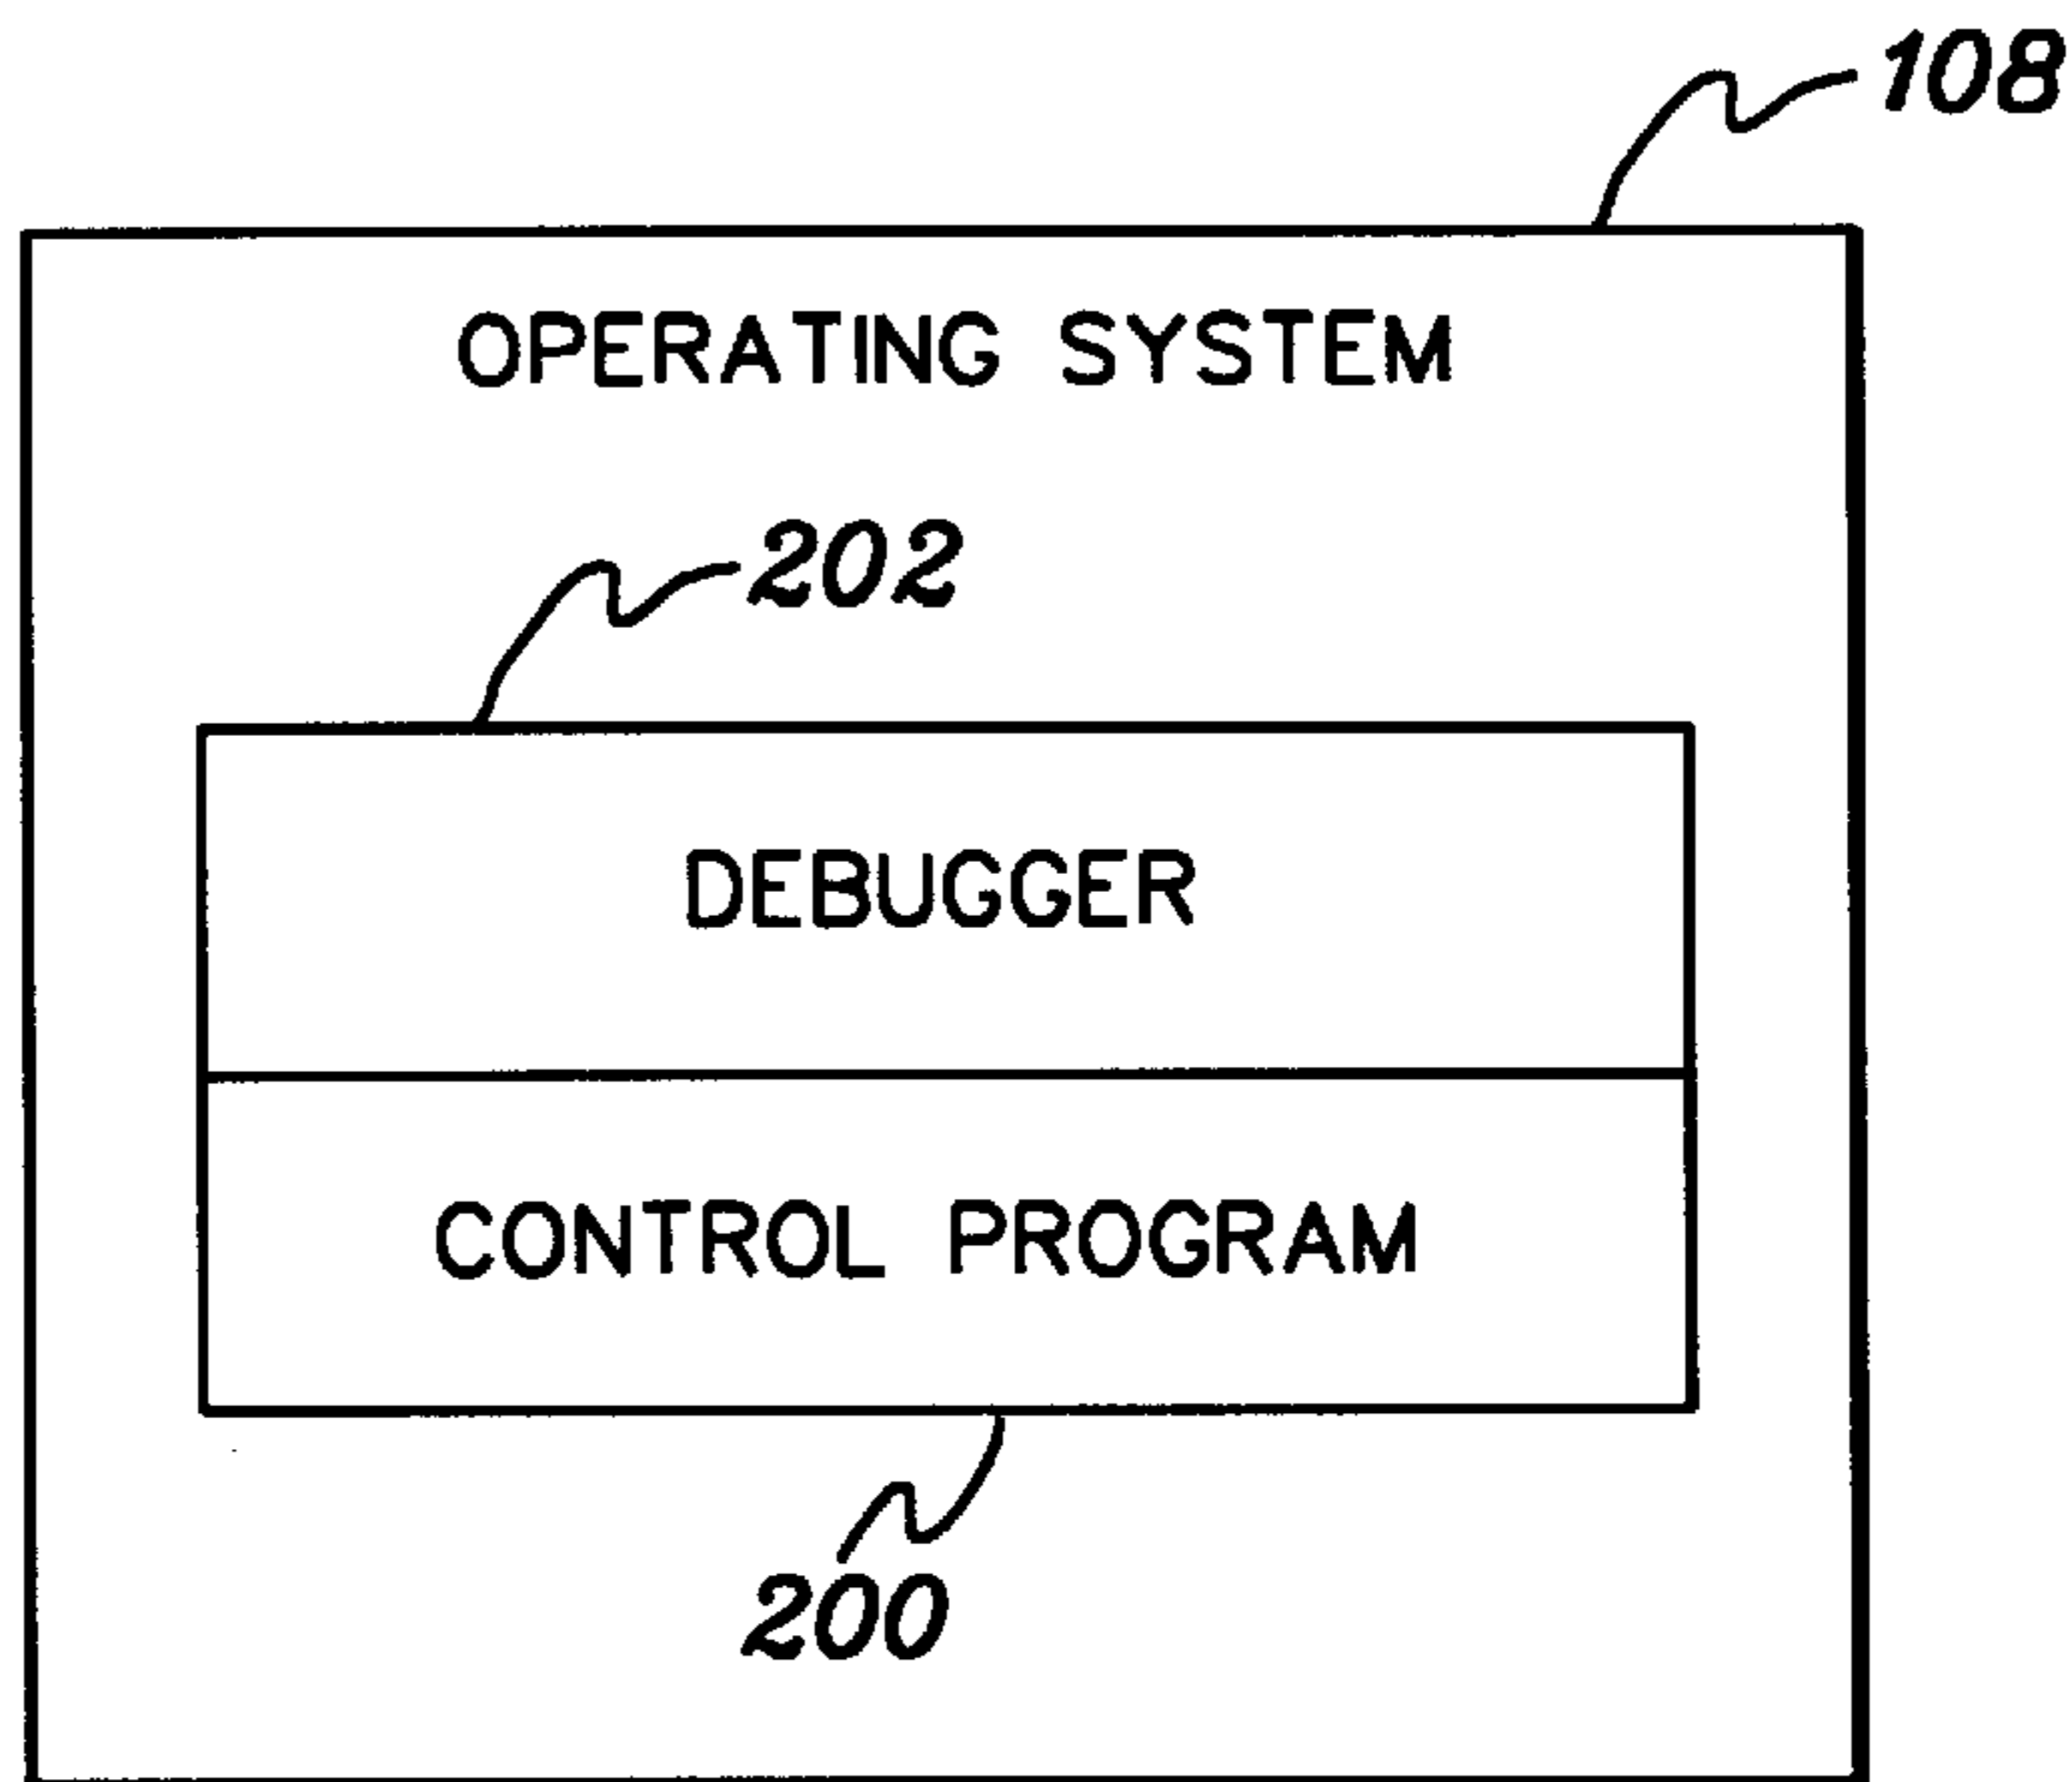 108
OPERATING SYSTEM
202
DEBUGGER
CONTROL PROGRAM
200